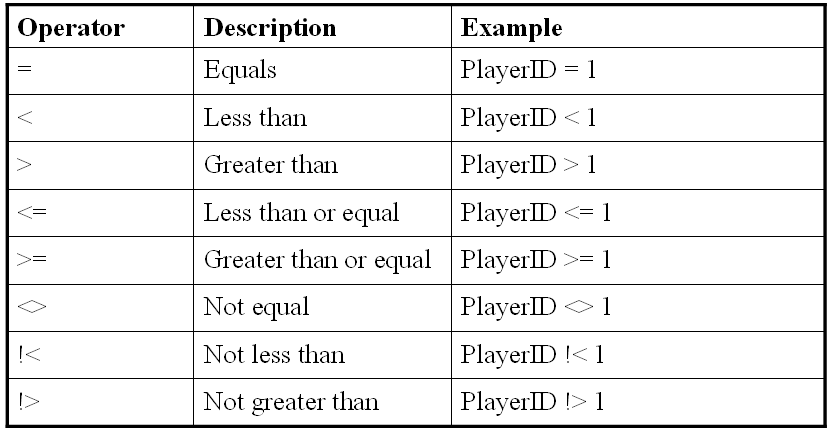 Operator Description Example
= Equals PlayerID = 1
< Less than PlayerID < 1
> Greater than PlayerID > 1
<= Less than or equal PlayerID <= 1
>= Greater than or equal PlayerID >= 1
<> Not equal PlayerID <> 1
!< Not less than PlayerID !< 1
!> Not greater than PlayerID !> 1